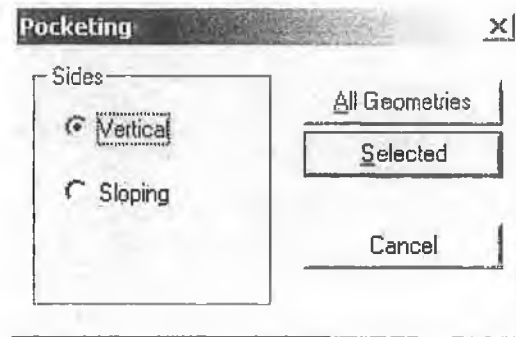 Pocketing
Sides
Vertical
Sloping
All Geometries
Selected
Cancel